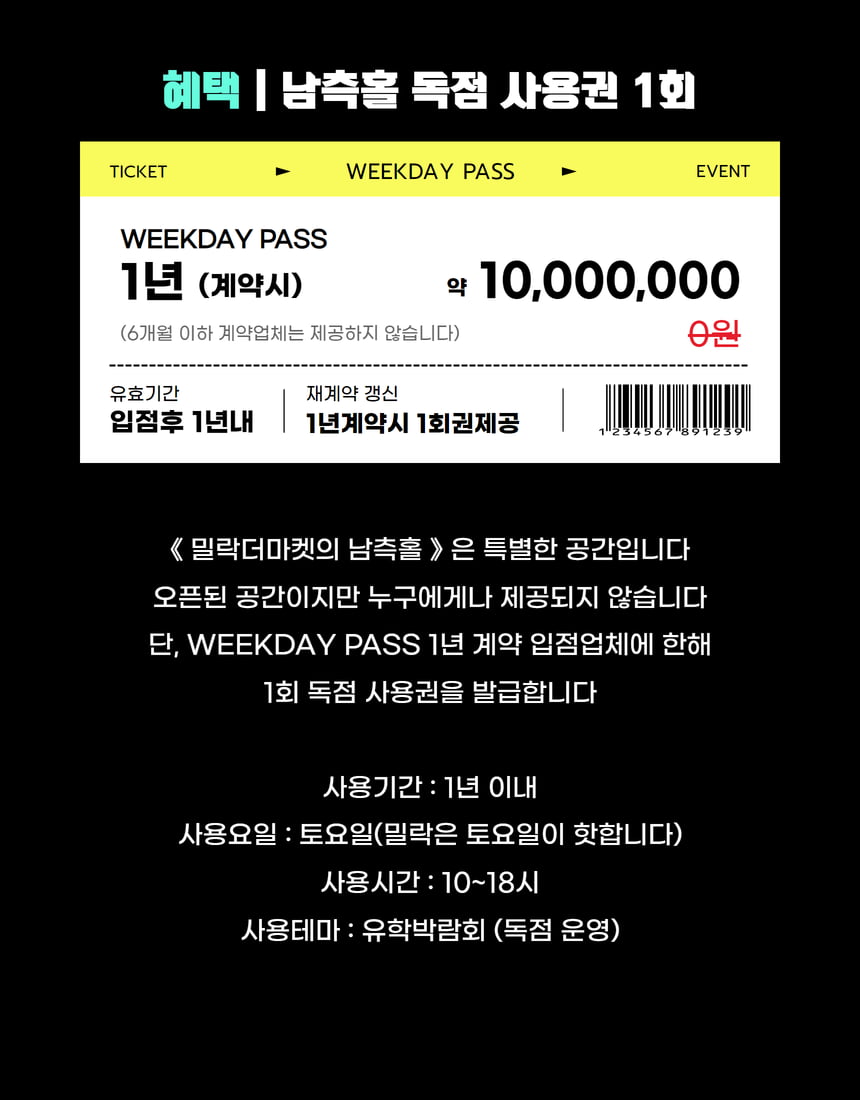 혜택 | 남측홀 독점 사용권 1회
TICKET ► WEEKDAY PASS ► EVENT
WEEKDAY PASS
1년 (계약시) 약 10,000,000
(6개월 이하 계약업체는 제공하지 않습니다) 0원
유효기간 재계약 갱신
입점후 1년내 1년계약시 1회권제공
1 234567 891239
《 밀락더마켓의 남측홀 》 은 특별한 공간입니다
오픈된 공간이지만 누구에게나 제공되지 않습니다
단, WEEKDAY PASS 1년 계약 입점업체에 한해
1회 독점 사용권을 발급합니다
사용기간 : 1년 이내
사용요일 : 토요일(밀락은 토요일이 핫합니다)
사용시간 : 10~18시
사용테마 : 유학박람회 (독점 운영)